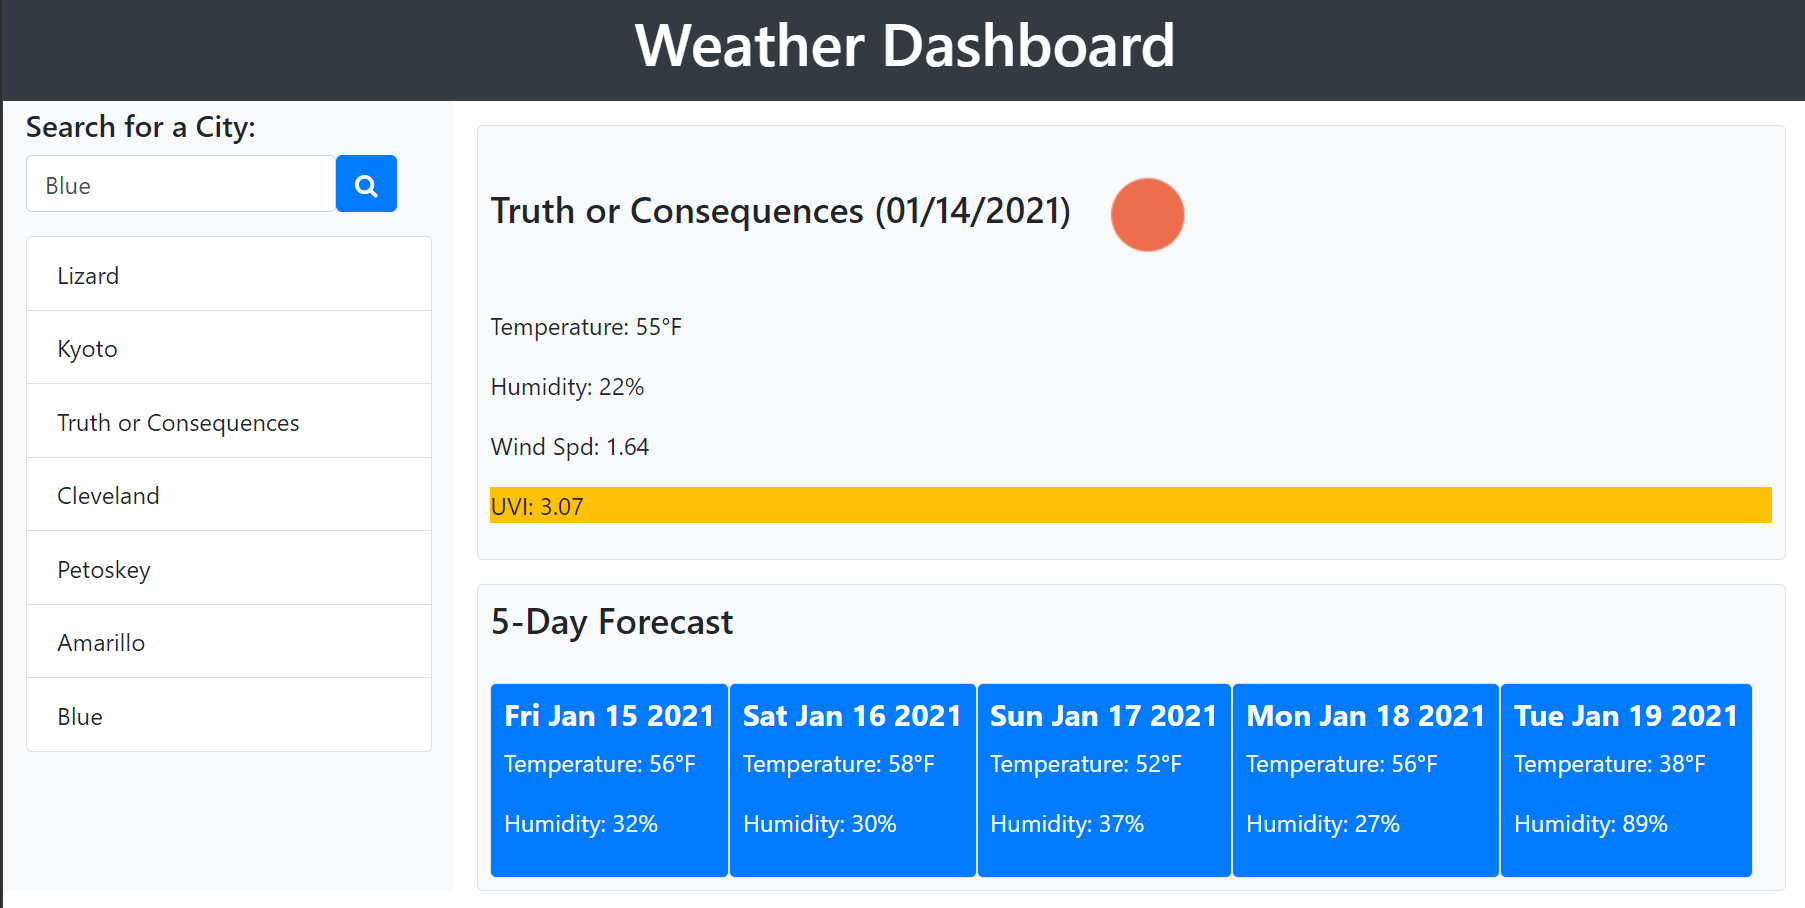 Weather Dashboard
Search for a City:
Blue
Lizard
Kyoto
Truth or Consequences
Cleveland
Petoskey
Amarillo
Blue
Truth or Consequences (01/14/2021)
Temperature: 55°F
Humidity: 22%
Wind Spd: 1.64
UVI: 3.07
5-Day Forecast
Fri Jan 15 2021
Temperature: 56°F
Humidity: 32%
Sat Jan 16 2021
Temperature: 58°F
Humidity: 30%
Sun Jan 17 2021
Temperature: 52°F
Humidity: 37%
Mon Jan 18 2021
Temperature: 56°F
Humidity: 27%
Tue Jan 19 2021
Temperature: 38°F
Humidity: 89%